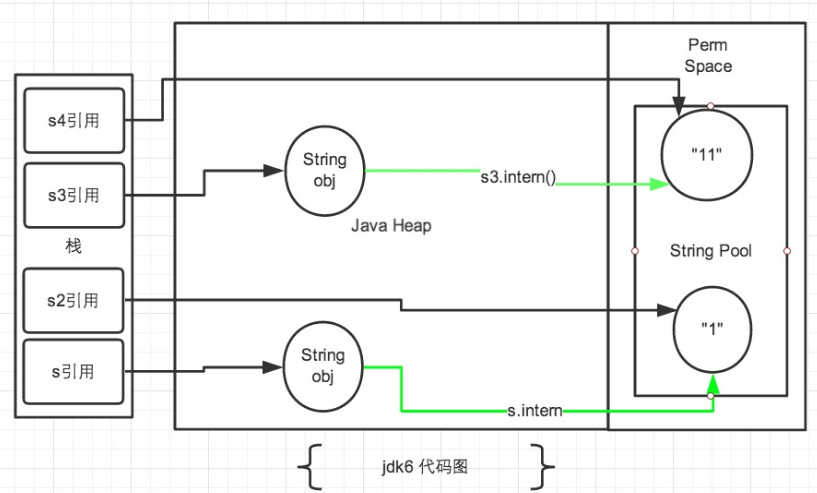 Perm
Space
s4引用
"11"
String
obj
s3.intern()
s3引用
Java Heap
栈
String Pool
s2引用
"1"
String
obj
s引用
s.intern
jdk6 代码图